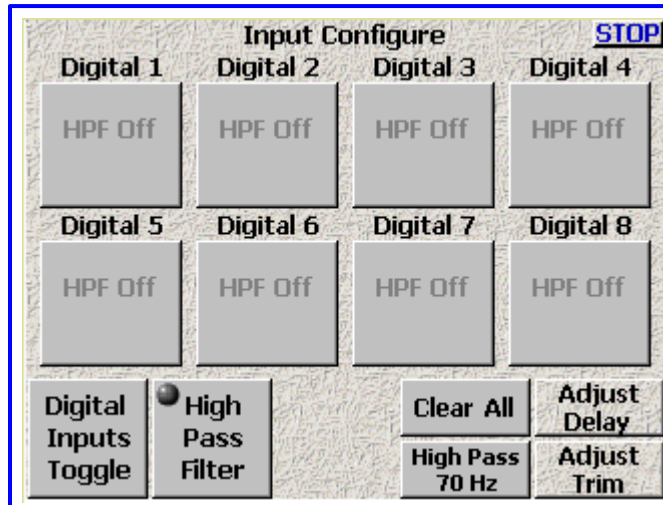 Input Configure
STOP
Digital 1
Digital 2
Digital 3
Digital 4
HPF Off
HPF Off
HPF Off
HPF Off
Digital 5
Digital 6
Digital 7
Digital 8
HPF Off
HPF Off
HPF Off
HPF Off
Digital
Inputs
Toggle
High
Pass
Filter
Clear All
Adjust
Delay
High Pass
70 Hz
Adjust
Trim